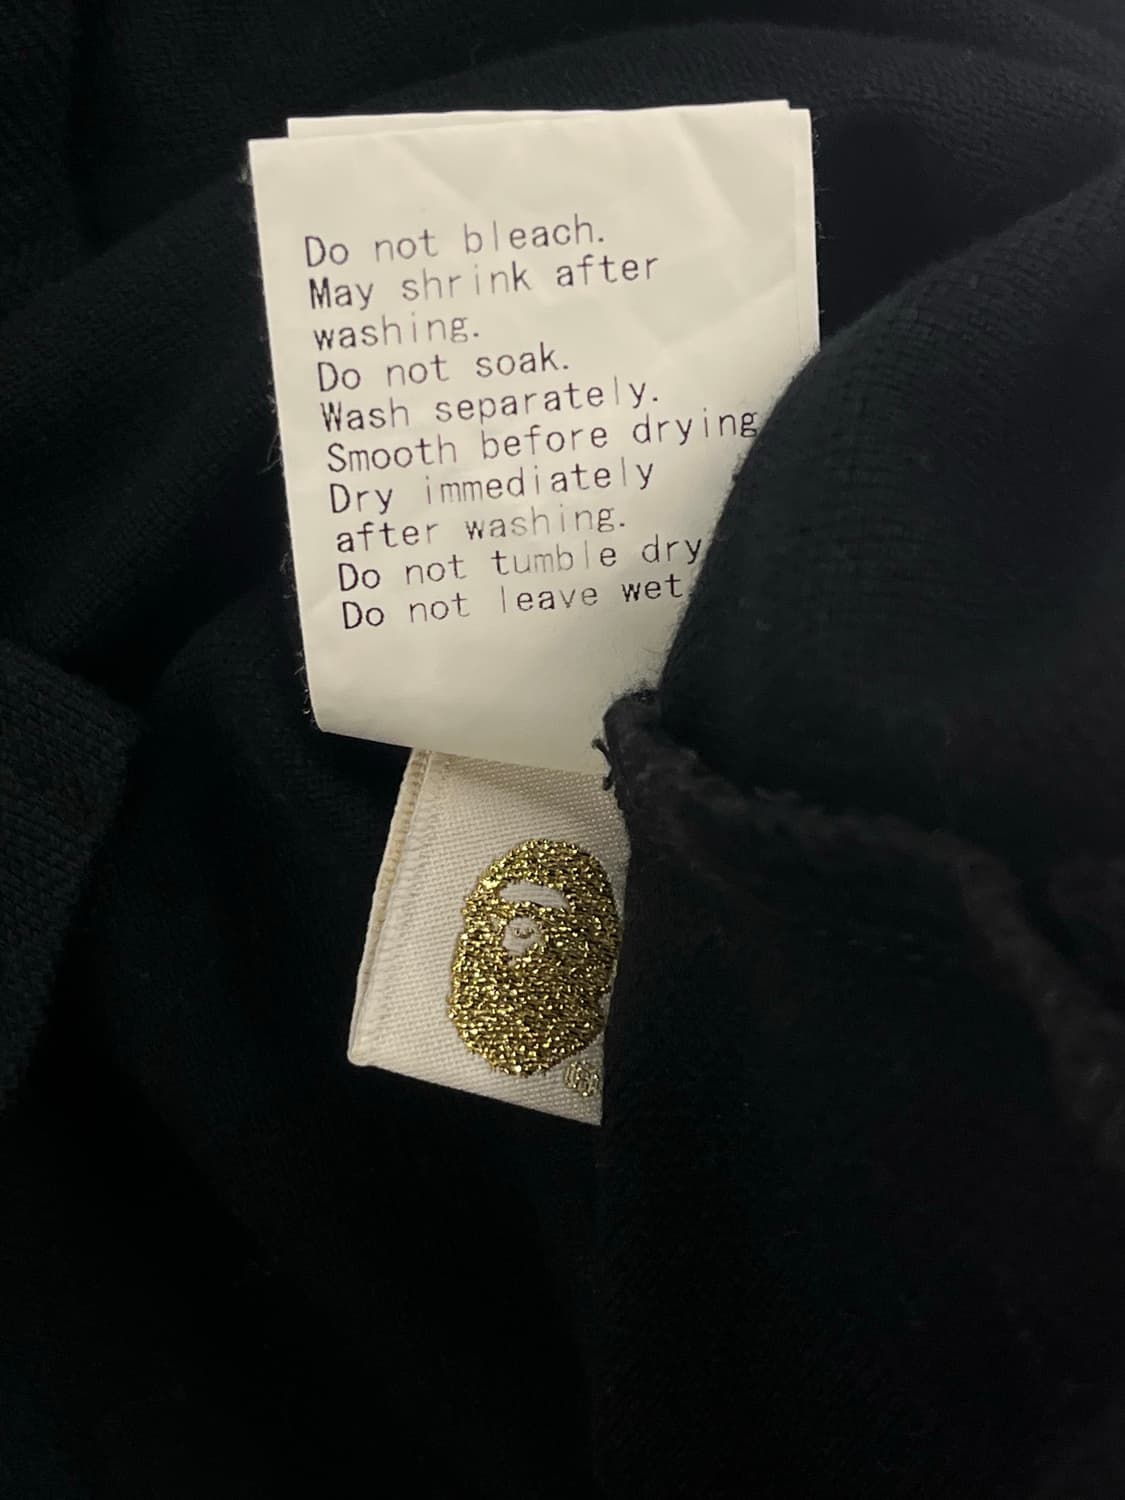 Do not bleach.
May shrink after
washing.
Do not soak.
Wash separately.
Smooth before drying
Dry immediately
after washing.
Do not tumble dry
Do not leave wet